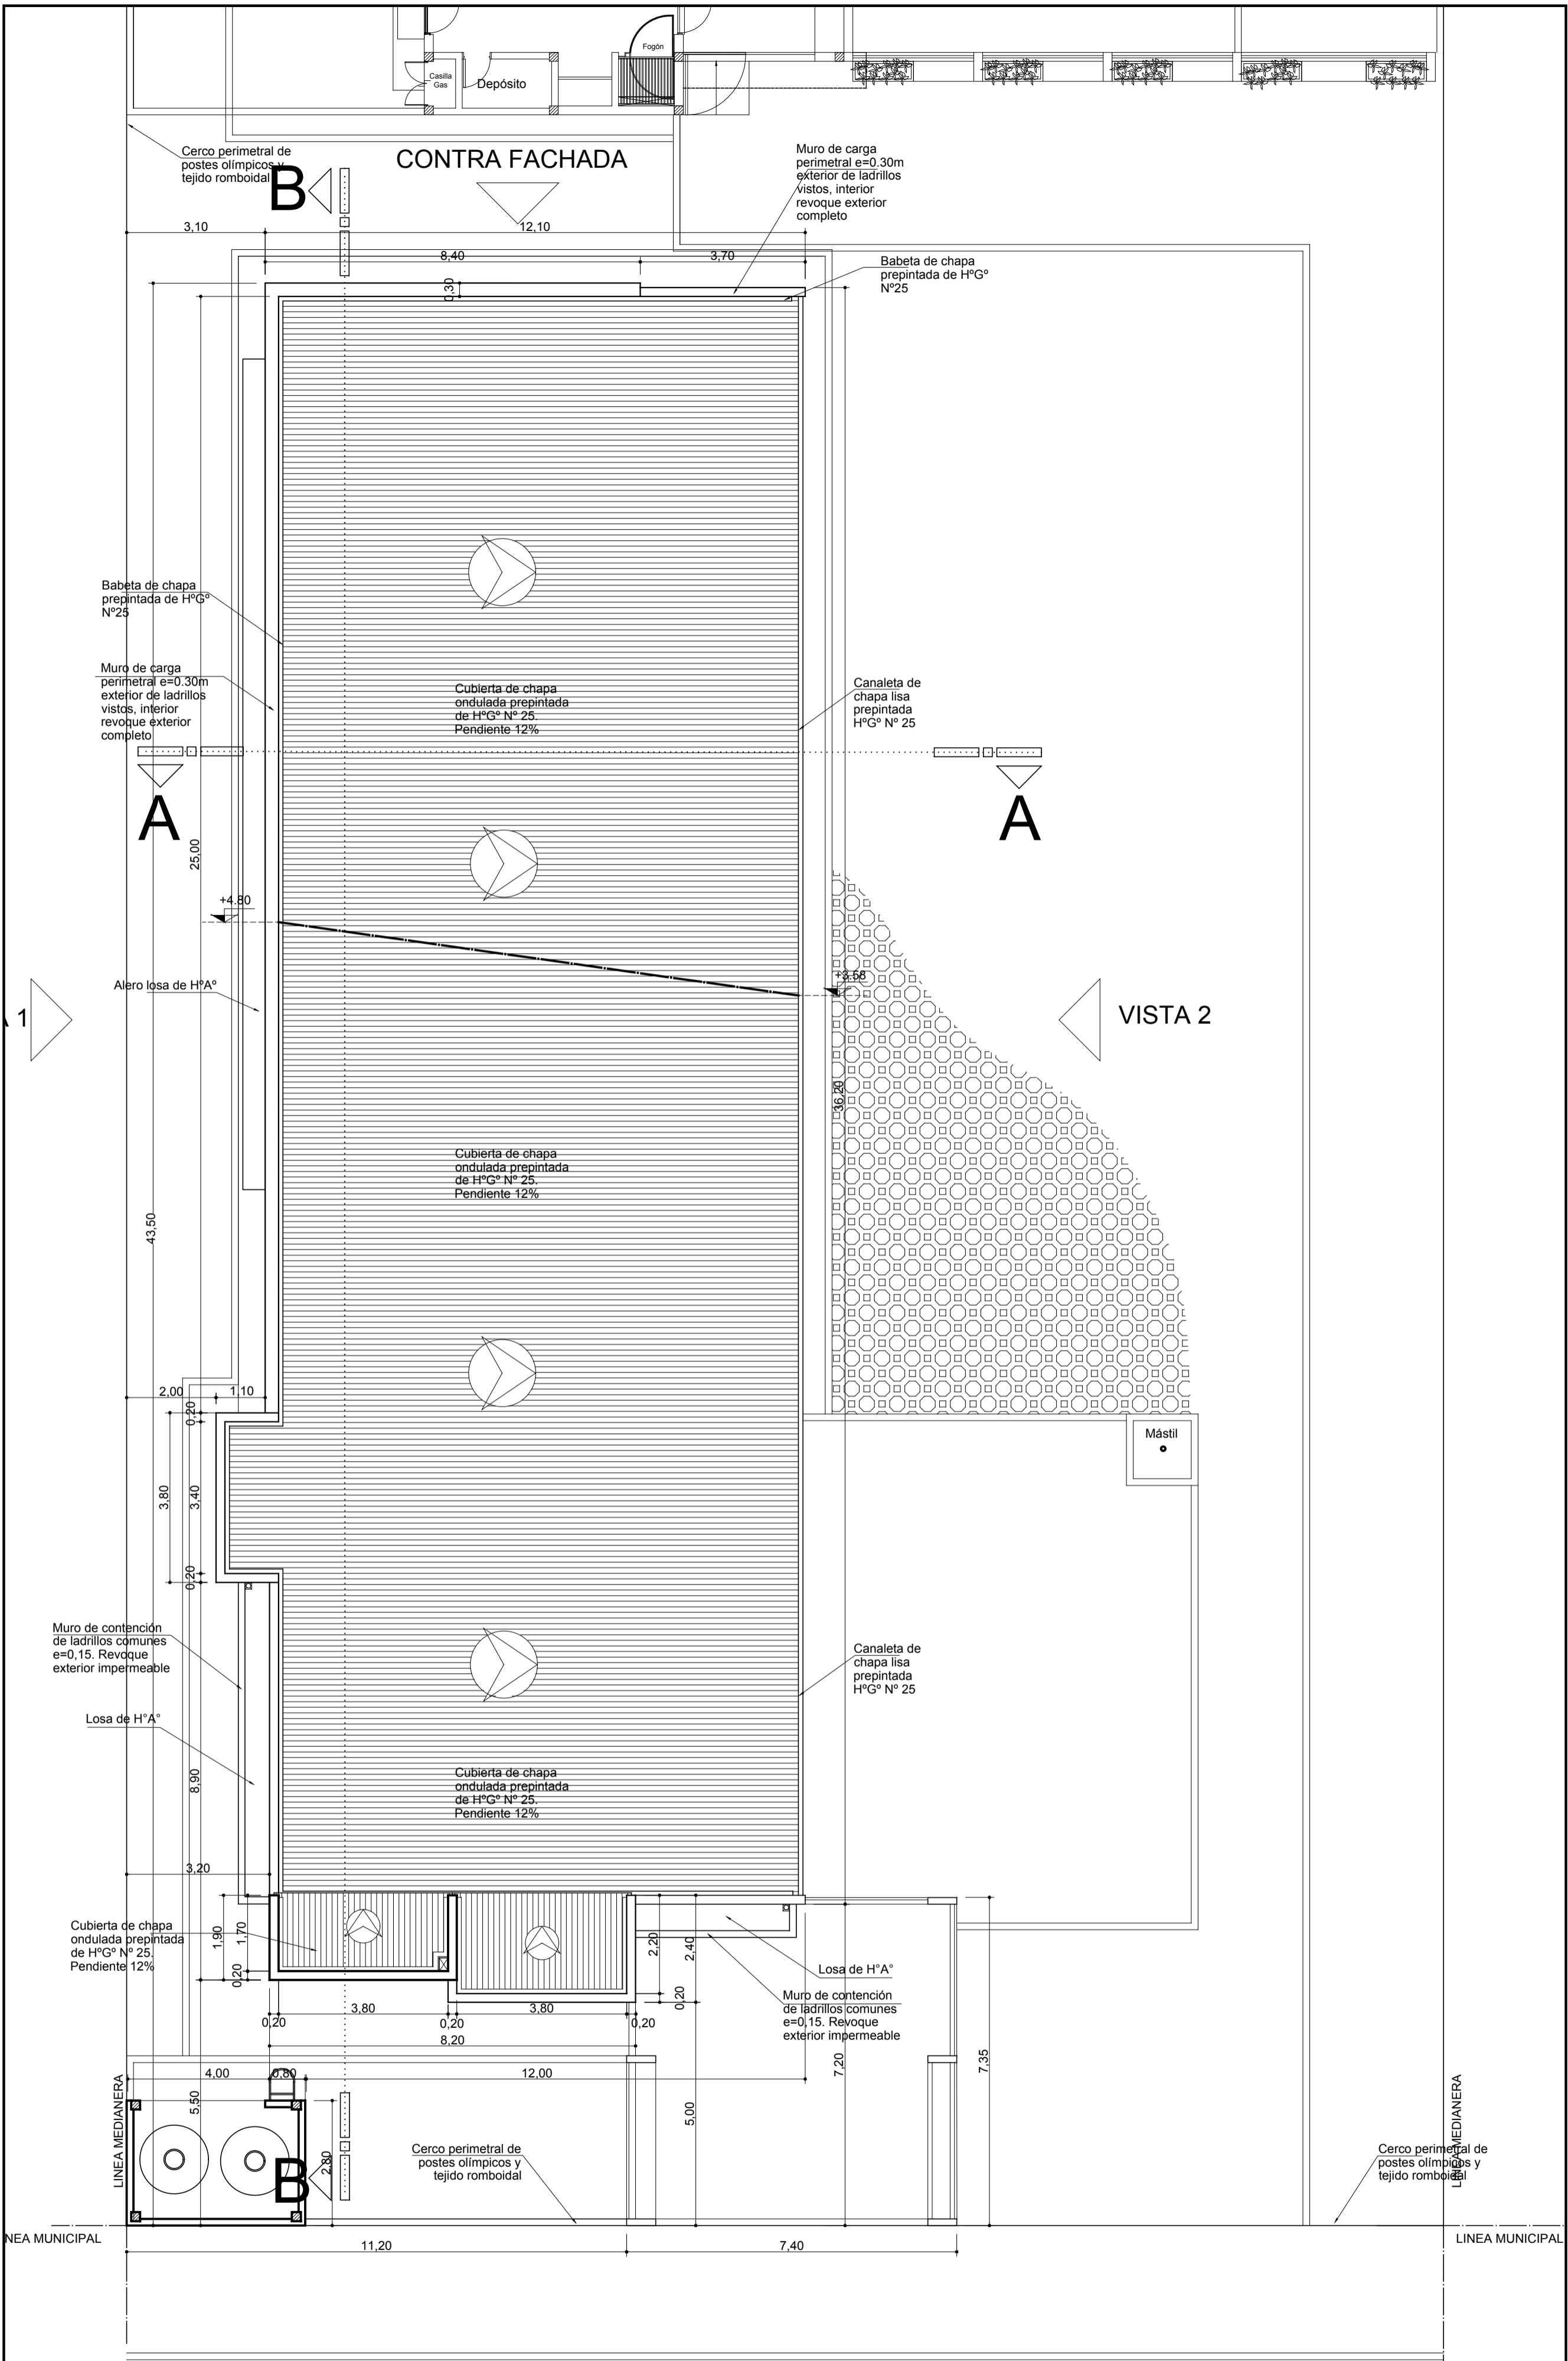 Fogón
Casilla
Gas
Depósito
Cerco perimetral de
postes olímpicos y
tejido romboidal
B
CONTRA FACHADA
Muro de carga
perimetral e=0.30m
exterior de ladrillos
vistos, interior
revoque exterior
completo
3,10
12,10
8,40
3,70
Babeta de chapa
prepintada de HºGº
Nº25
0,30
Babeta de chapa
prepintada de HºGº
Nº25
Muro de carga
perimetral e=0.30m
exterior de ladrillos
vistos, interior
revoque exterior
completo
Cubierta de chapa
ondulada prepintada
de HºGº Nº 25.
Pendiente 12%
Canaleta de
chapa lisa
prepintada
HºGº Nº 25
A
A
25,00
+4.80
+3.58
Alero losa de HºAº
1
VISTA 2
36,20
Cubierta de chapa
ondulada prepintada
de HºGº Nº 25.
Pendiente 12%
43,50
2,00
1,10
0,20
Mástil
3,80
3,40
0,20
Muro de contención
de ladrillos comunes
e=0,15. Revoque
exterior impermeable
Canaleta de
chapa lisa
prepintada
HºGº Nº 25
Losa de H°A°
8,90
Cubierta de chapa
ondulada prepintada
de HºGº Nº 25.
Pendiente 12%
3,20
Cubierta de chapa
ondulada prepintada
de HºGº Nº 25.
Pendiente 12%
1,90
1,70
0,20
2,20
2,40
0,20
Losa de H°A°
Muro de contención
de ladrillos comunes
e=0,15. Revoque
exterior impermeable
3,80
3,80
0,20
0,20
0,20
8,20
7,20
7,35
4,00
0,80
12,00
LINEA MEDIANERA
5,50
5,00
2,80
B
Cerco perimetral de
postes olímpicos y
tejido romboidal
Cerco perimetral de
postes olímpicos y
tejido romboidal
LINEA MEDIANERA
NEA MUNICIPAL
LINEA MUNICIPAL
11,20
7,40